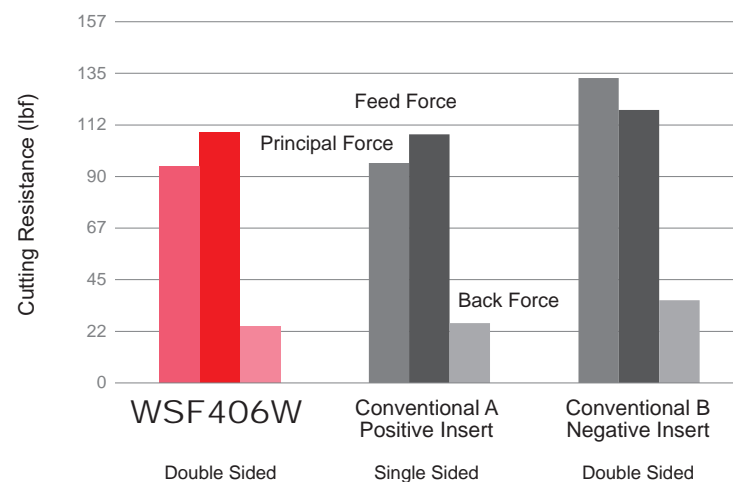 Cutting Resistance (lbf)
157
135
112
90
67
45
22
0
Feed Force
Principal Force
Back Force
WSF406W
Double Sided
Conventional A
Positive Insert
Single Sided
Conventional B
Negative Insert
Double Sided